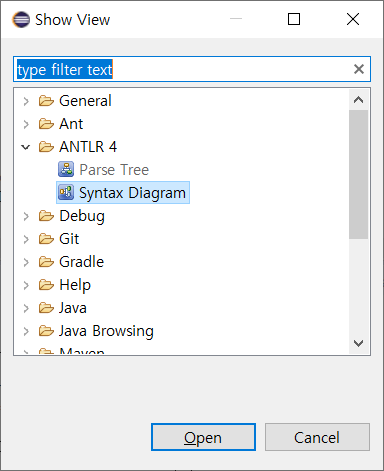 Show View
type filter text
General
Ant
ANTLR 4
Parse Tree
Syntax Diagram
Debug
Git
Gradle
Help
Java
Java Browsing
Maven
Open
Cancel